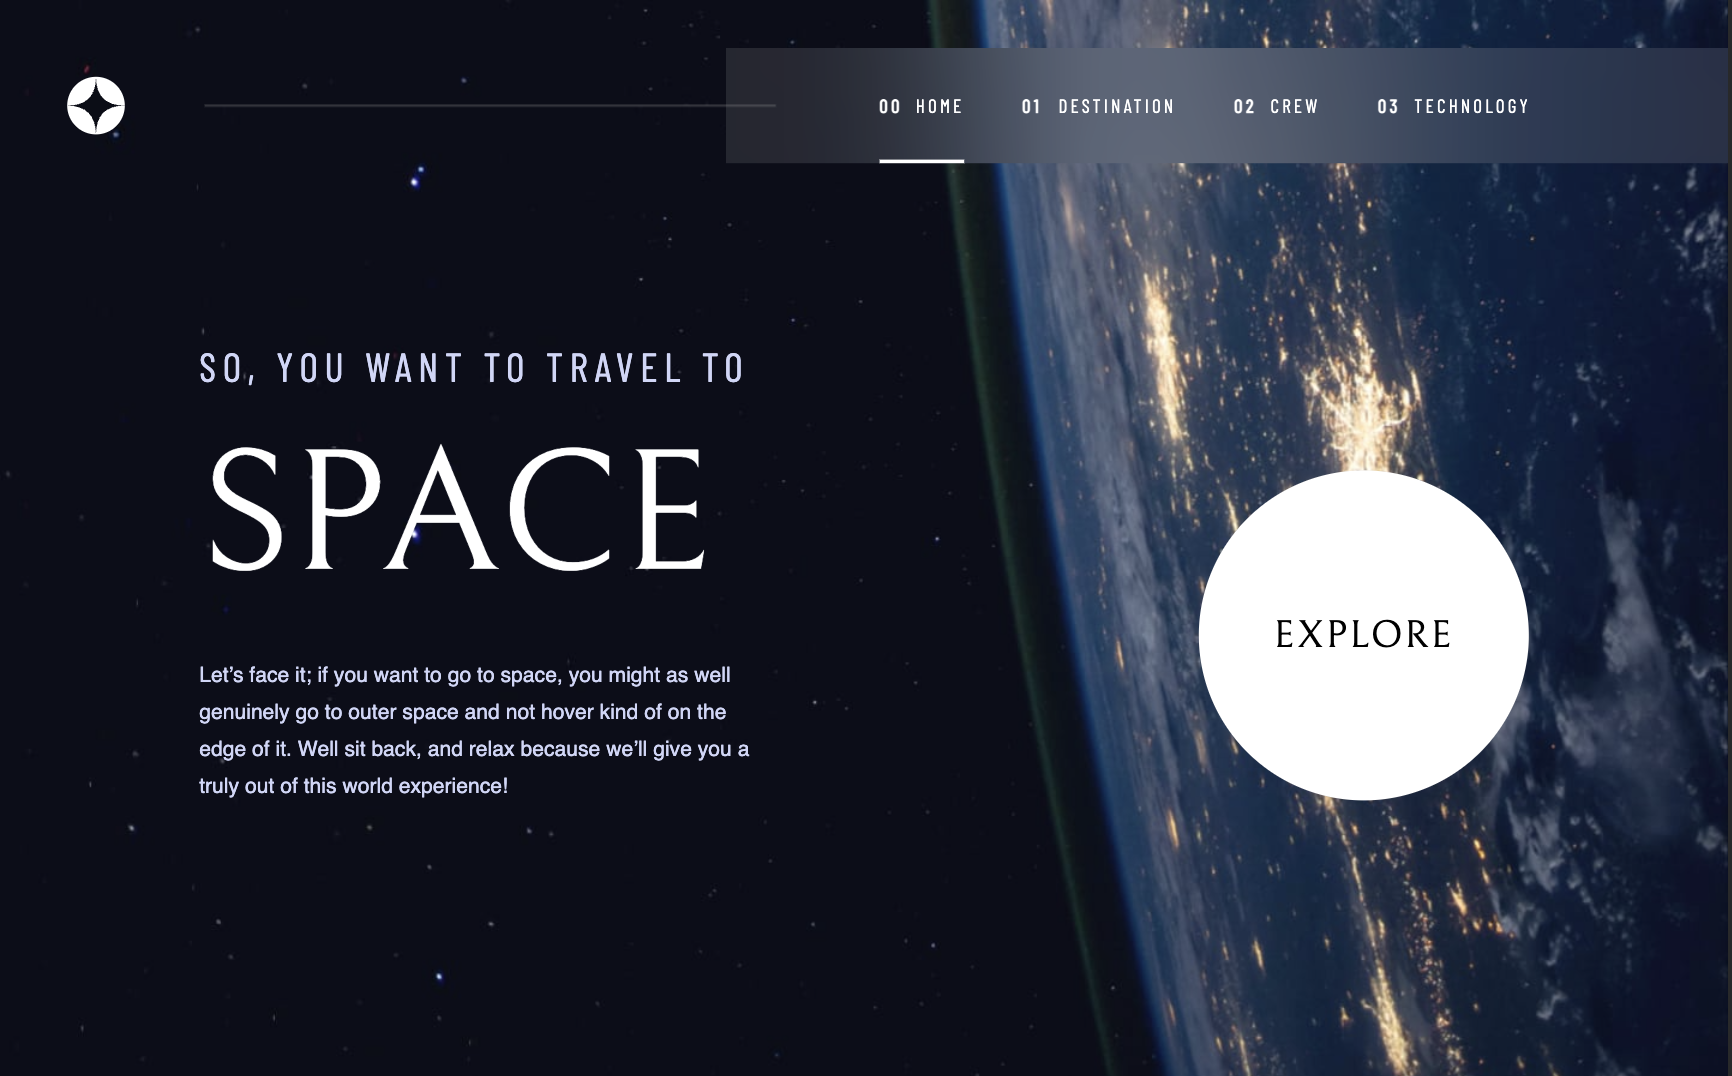 00 HOME 01 DESTINATION 02 CREW 03 TECHNOLOGY
SO, YOU WANT TO TRAVEL TO
SPACE
Let’s face it; if you want to go to space, you might as well
genuinely go to outer space and not hover kind of on the
edge of it. Well sit back, and relax because we’ll give you a
truly out of this world experience!
EXPLORE